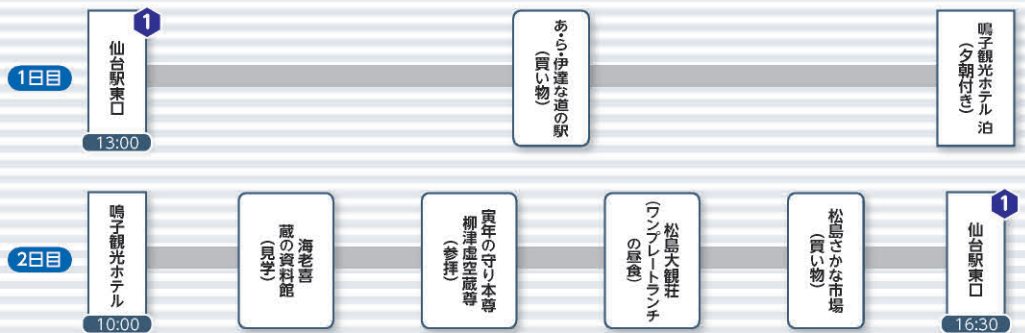 1日目
1
仙台駅東口
13:00
あ・ら・伊達な道の駅
(買い物)
鳴子観光ホテル 泊
(夕朝付き)
2日目
鳴子観光ホテル
10:00
海老喜
蔵の資料館
(見学)
寅年の守り本尊
柳津虚空蔵尊
(参拝)
松島大観荘
(ワンプレートランチ
の昼食)
松島さかな市場
(買い物)
1
仙台駅東口
16:30